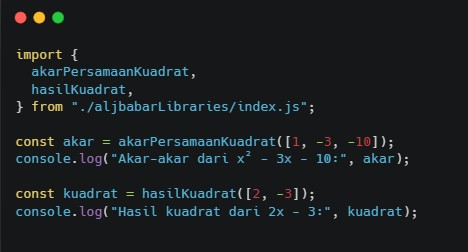 import {
  akarPersamaanKuadrat,
  hasilKuadrat,
} from "./aljbabarLibraries/index.js";
const akar = akarPersamaanKuadrat([1, -3, -10]);
console.log("Akar-akar dari x² - 3x - 10:", akar);
const kuadrat = hasilKuadrat([2, -3]);
console.log("Hasil kuadrat dari 2x - 3:", kuadrat);